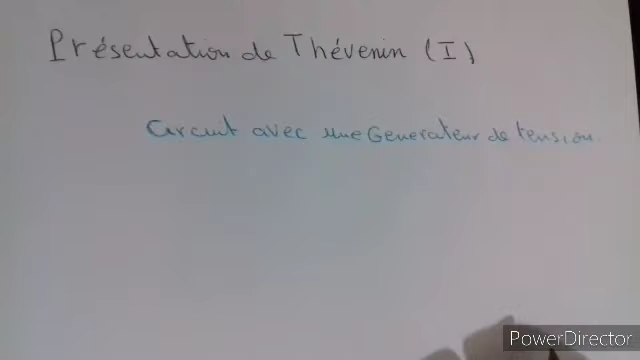 Présentation de Thévenin (I)
Circuit avec une Generateur de tension.
PowerDirector